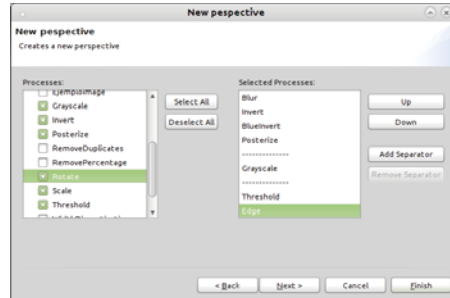 New pespective
New pespective
Creates a new perspective
Processes:
EjemploImage
Grayscale
Invert
Posterize
RemoveDuplicates
RemovePercentage
Rotate
Scale
Threshold
Select All
Deselect All
Selected Processes:
Blur
Invert
BlueInvert
Posterize
-------------
Grayscale
-------------
Threshold
Edge
Up
Down
Add Separator
Remove Separator
< Back
Next >
Cancel
Finish